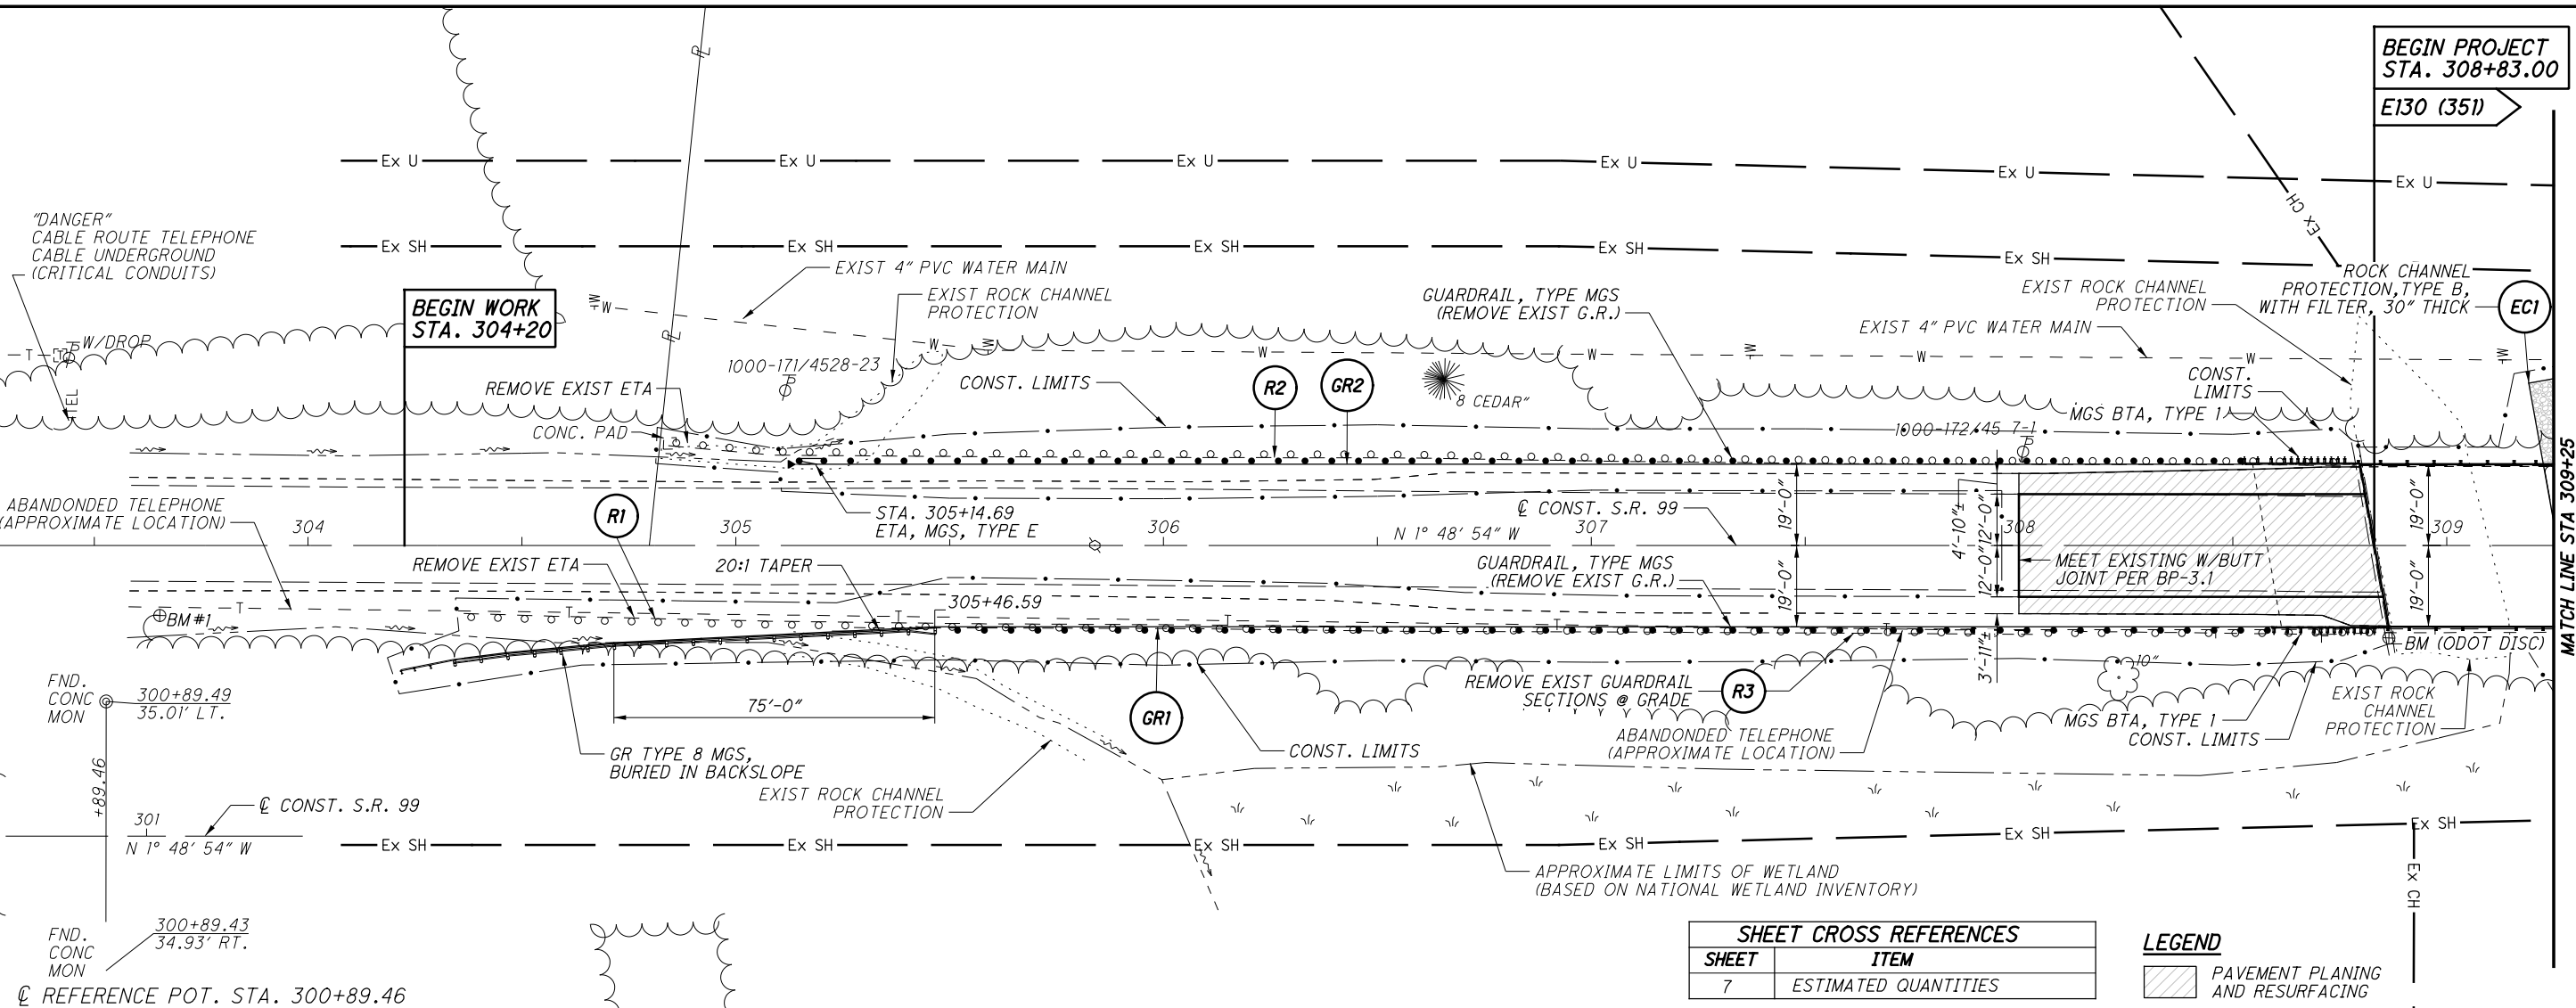 BEGIN PROJECT
STA. 308+83.00
E130 (351)
Ex U
Ex U
Ex U
Ex U
Ex U
Ex U
Ex CH
"DANGER"
CABLE ROUTE TELEPHONE
CABLE UNDERGROUND
(CRITICAL CONDUITS)
Ex SH
Ex SH
Ex SH
Ex SH
Ex SH
Ex SH
BEGIN WORK
STA. 304+20
EXIST 4" PVC WATER MAIN
EXIST ROCK CHANNEL
PROTECTION
GUARDRAIL, TYPE MGS
(REMOVE EXIST G.R.)
EXIST ROCK CHANNEL
PROTECTION
ROCK CHANNEL
PROTECTION, TYPE B,
WITH FILTER, 30" THICK
EC1
EXIST 4" PVC WATER MAIN
W
W
W
W
W
W
W
W
W
W
W
T
T
W/DROP
TEL
REMOVE EXIST ETA
1000-171/4528-23
CONST. LIMITS
R2
GR2
8 CEDAR"
CONST.
LIMITS
MGS BTA, TYPE 1
CONC. PAD
1000-172/45 7-1
ABANDONDED TELEPHONE
(APPROXIMATE LOCATION)
R1
STA. 305+14.69
ETA, MGS, TYPE E
℄ CONST. S.R. 99
304
305
306
N 1° 48' 54" W
307
308
309
19'-0"
19'-0"
4'-10"±
12'-0"
12'-0"
3'-11"±
19'-0"
19'-0"
MATCH LINE STA 309+25
REMOVE EXIST ETA
20:1 TAPER
GUARDRAIL, TYPE MGS
(REMOVE EXIST G.R.)
MEET EXISTING W/BUTT
JOINT PER BP-3.1
305+46.59
BM#1
T
T
T
T
T
T
BM (ODOT DISC)
10"
FND.
CONC
MON
300+89.49
35.01' LT.
75'-0"
GR1
REMOVE EXIST GUARDRAIL
SECTIONS @ GRADE
R3
EXIST ROCK
CHANNEL
PROTECTION
MGS BTA, TYPE 1
CONST. LIMITS
GR TYPE 8 MGS,
BURIED IN BACKSLOPE
CONST. LIMITS
ABANDONDED TELEPHONE
(APPROXIMATE LOCATION)
EXIST ROCK CHANNEL
PROTECTION
+89.46
℄ CONST. S.R. 99
301
N 1° 48' 54" W
Ex SH
Ex SH
Ex SH
Ex SH
Ex SH
Ex SH
Ex CH
APPROXIMATE LIMITS OF WETLAND
(BASED ON NATIONAL WETLAND INVENTORY)
FND.
CONC
MON
300+89.43
34.93' RT.
℄ REFERENCE POT. STA. 300+89.46
SHEET CROSS REFERENCES
SHEET ITEM
7 ESTIMATED QUANTITIES
LEGEND
PAVEMENT PLANING
AND RESURFACING